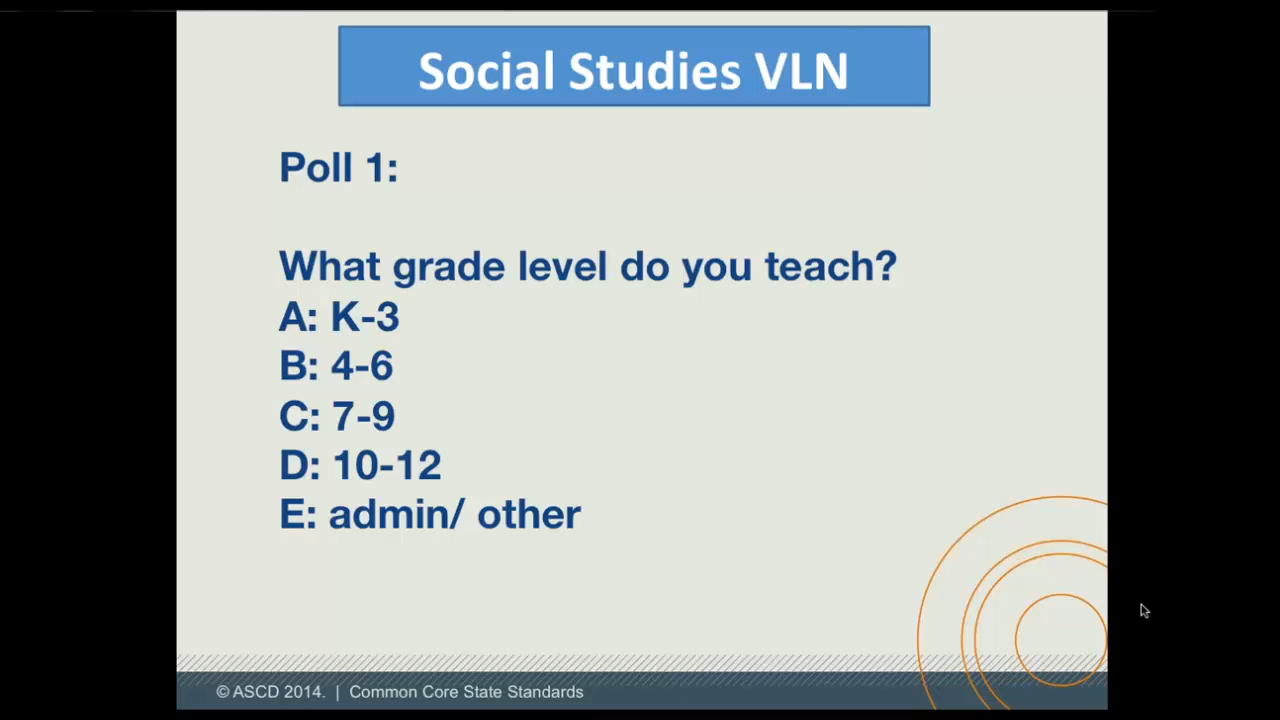 Social Studies VLN
Poll 1:
What grade level do you teach?
A: K-3
B: 4-6
C: 7-9
D: 10-12
E: admin/ other
© ASCD 2014. | Common Core State Standards